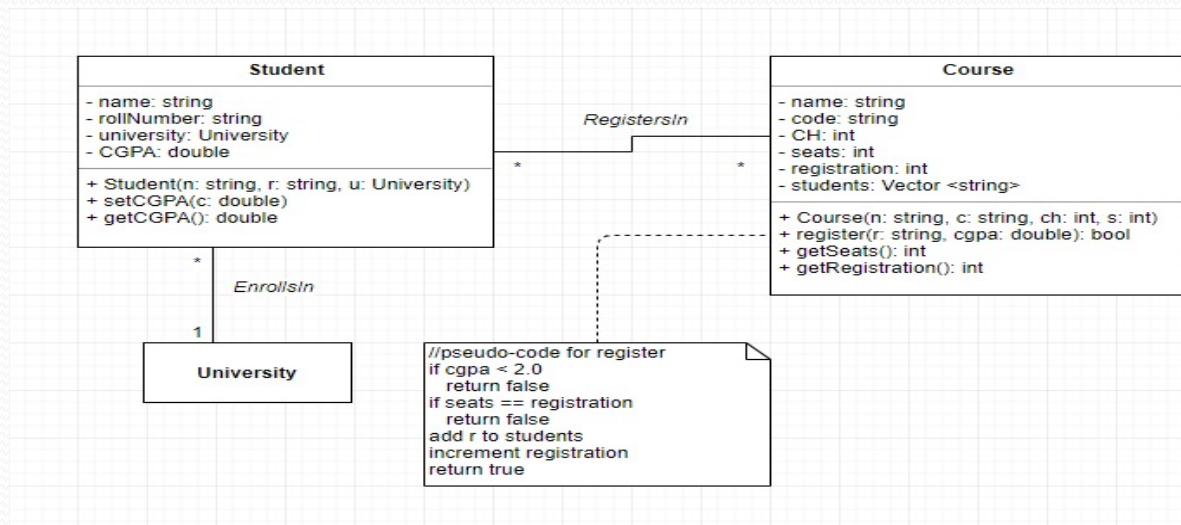 Student
- name: string
- rollNumber: string
- university: University
- CGPA: double
+ Student(n: string, r: string, u: University)
+ setCGPA(c: double)
+ getCGPA(): double
RegistersIn
*
*
Course
- name: string
- code: string
- CH: int
- seats: int
- registration: int
- students: Vector <string>
+ Course(n: string, c: string, ch: int, s: int)
+ register(r: string, cgpa: double): bool
+ getSeats(): int
+ getRegistration(): int
*
EnrollsIn
1
University
//pseudo-code for register
if cgpa < 2.0
return false
if seats == registration
return false
add r to students
increment registration
return true